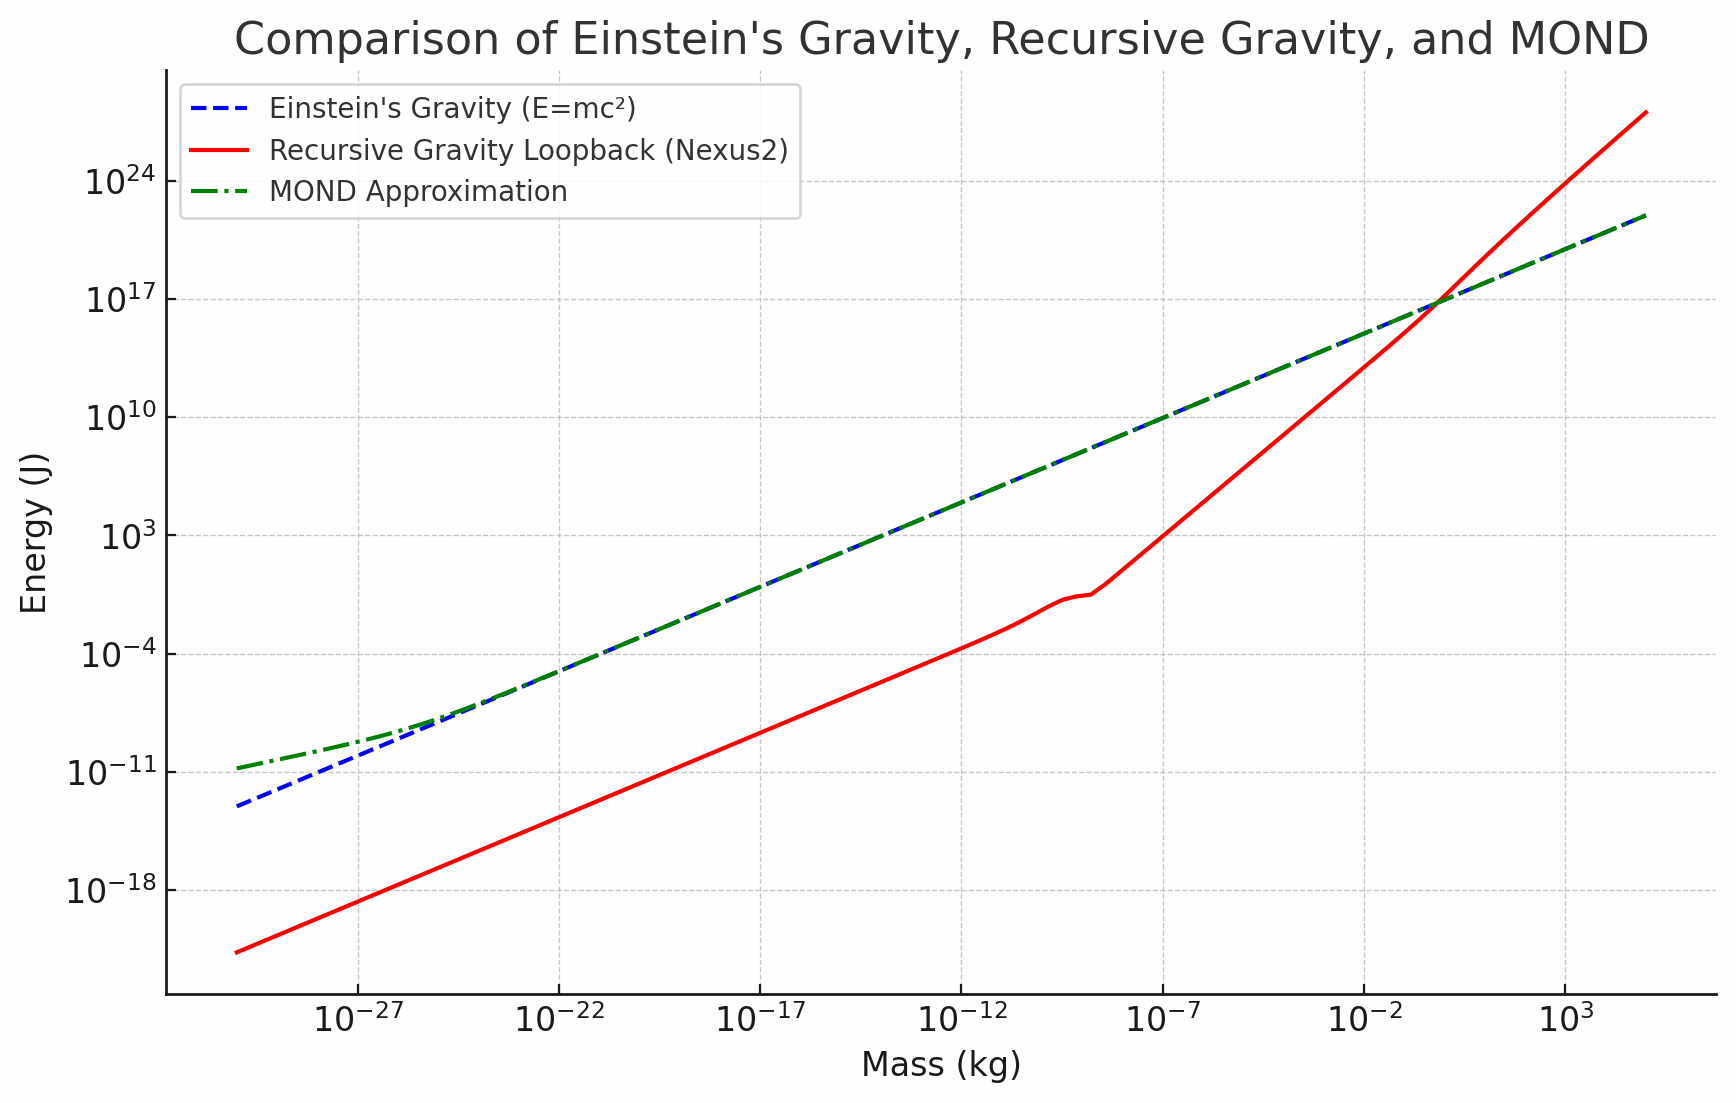 Comparison of Einstein's Gravity, Recursive Gravity, and MOND
Einstein's Gravity (E=mc²)
Recursive Gravity Loopback (Nexus2)
MOND Approximation
10²⁴
10¹⁷
10¹⁰
10³
10⁻⁴
10⁻¹¹
10⁻¹⁸
Energy (J)
10⁻²⁷ 10⁻²² 10⁻¹⁷ 10⁻¹² 10⁻⁷ 10⁻² 10³
Mass (kg)